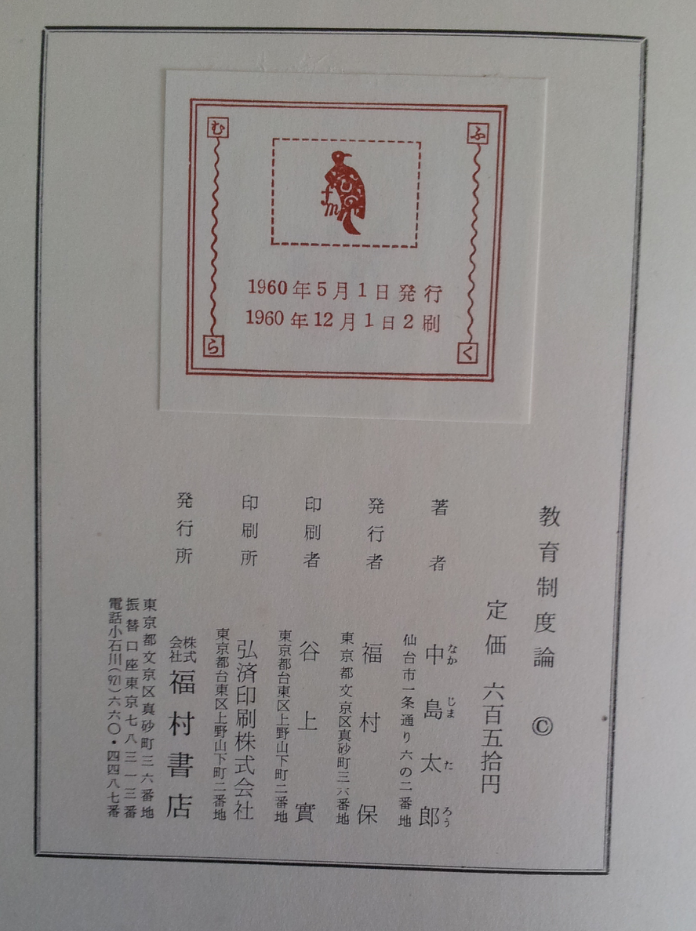 ふ
く
む
ら
fm
1960年5月1日発行
1960年12月1日2刷
教育制度論 ©
定価 六百五拾円
著者 中島太郎
なか じま た ろう
仙台市一条通り六の二番地
発行者 福村保
東京都文京区真砂町三六番地
印刷者 谷上實
東京都台東区上野山下町二番地
印刷所 弘済印刷株式会社
東京都台東区上野山下町二番地
発行所 株式会社 福村書店
東京都文京区真砂町三六番地
振替口座東京七八三一三番
電話小石川(921)六六〇・四四八七番